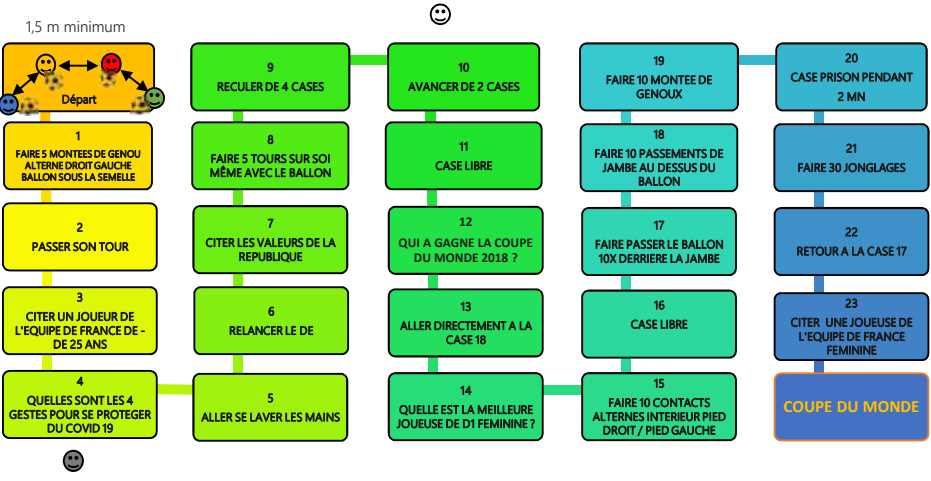 1,5 m minimum
Départ
1
FAIRE 5 MONTEES DE GENOU
ALTERNE DROIT GAUCHE
BALLON SOUS LA SEMELLE
2
PASSER SON TOUR
3
CITER UN JOUEUR DE
L'EQUIPE DE FRANCE DE -
DE 25 ANS
4
QUELLES SONT LES 4
GESTES POUR SE PROTEGER
DU COVID 19
5
ALLER SE LAVER LES MAINS
6
RELANCER LE DE
7
CITER LES VALEURS DE LA
REPUBLIQUE
8
FAIRE 5 TOURS SUR SOI
MÊME AVEC LE BALLON
9
RECULER DE 4 CASES
10
AVANCER DE 2 CASES
11
CASE LIBRE
12
QUI A GAGNE LA COUPE
DU MONDE 2018 ?
13
ALLER DIRECTEMENT A LA
CASE 18
14
QUELLE EST LA MEILLEURE
JOUEUSE DE D1 FEMININE ?
15
FAIRE 10 CONTACTS
ALTERNES INTERIEUR PIED
DROIT / PIED GAUCHE
16
CASE LIBRE
17
FAIRE PASSER LE BALLON
10X DERRIERE LA JAMBE
18
FAIRE 10 PASSEMENTS DE
JAMBE AU DESSUS DU
BALLON
19
FAIRE 10 MONTEE DE
GENOUX
20
CASE PRISON PENDANT
2 MN
21
FAIRE 30 JONGLAGES
22
RETOUR A LA CASE 17
23
CITER UNE JOUEUSE DE
L'EQUIPE DE FRANCE
FEMININE
COUPE DU MONDE